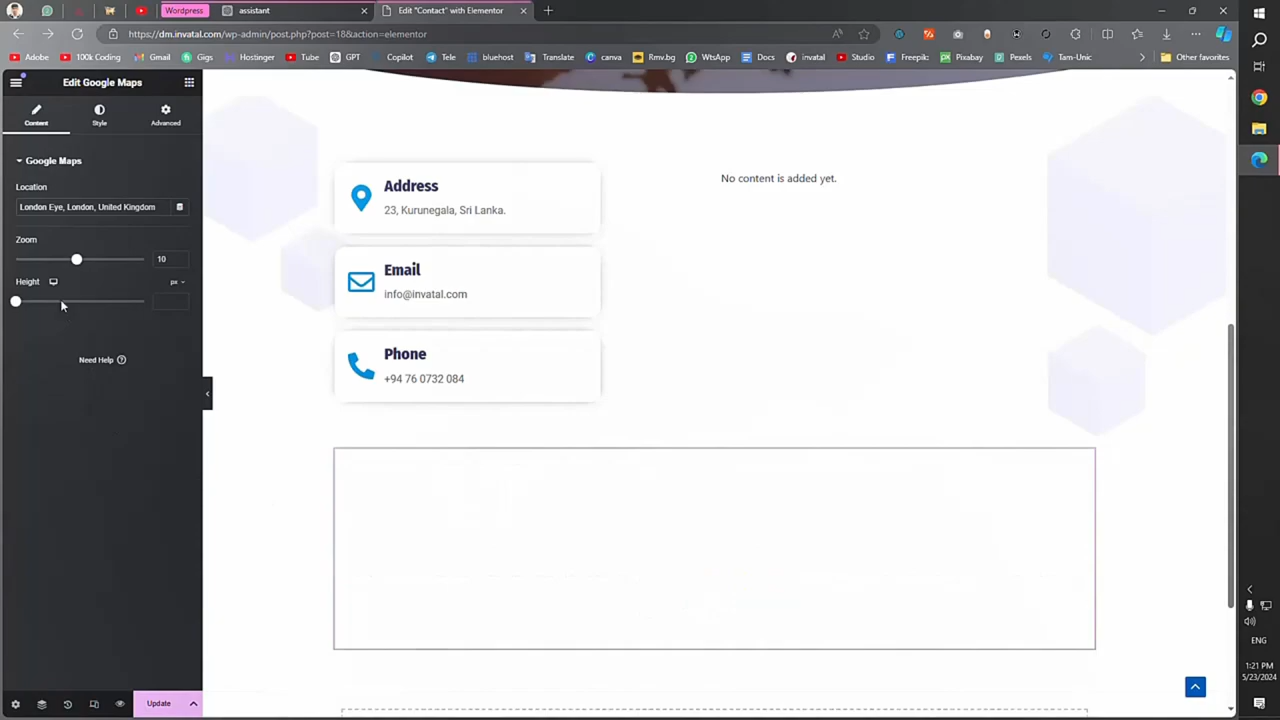 Wordpress
assistant
Edit "Contact" with Elementor
https://dm.invatal.com/wp-admin/post.php?post=18&action=elementor
Adobe
100k Coding
Gmail
Gigs
Hostinger
Tube
GPT
Copilot
Tele
bluehost
Translate
canva
Rmv.bg
WtsApp
Docs
invatal
Studio
Freepik:
Pixabay
Pexels
Tam-Unic
Other favorites
Edit Google Maps
Content
Style
Advanced
Google Maps
Location
London Eye, London, United Kingdom
Zoom
10
Height
px
Need Help
Update
Address
23, Kurunegala, Sri Lanka.
No content is added yet.
Email
info@invatal.com
Phone
+94 76 0732 084
ENG
1:21 PM
5/23/2024